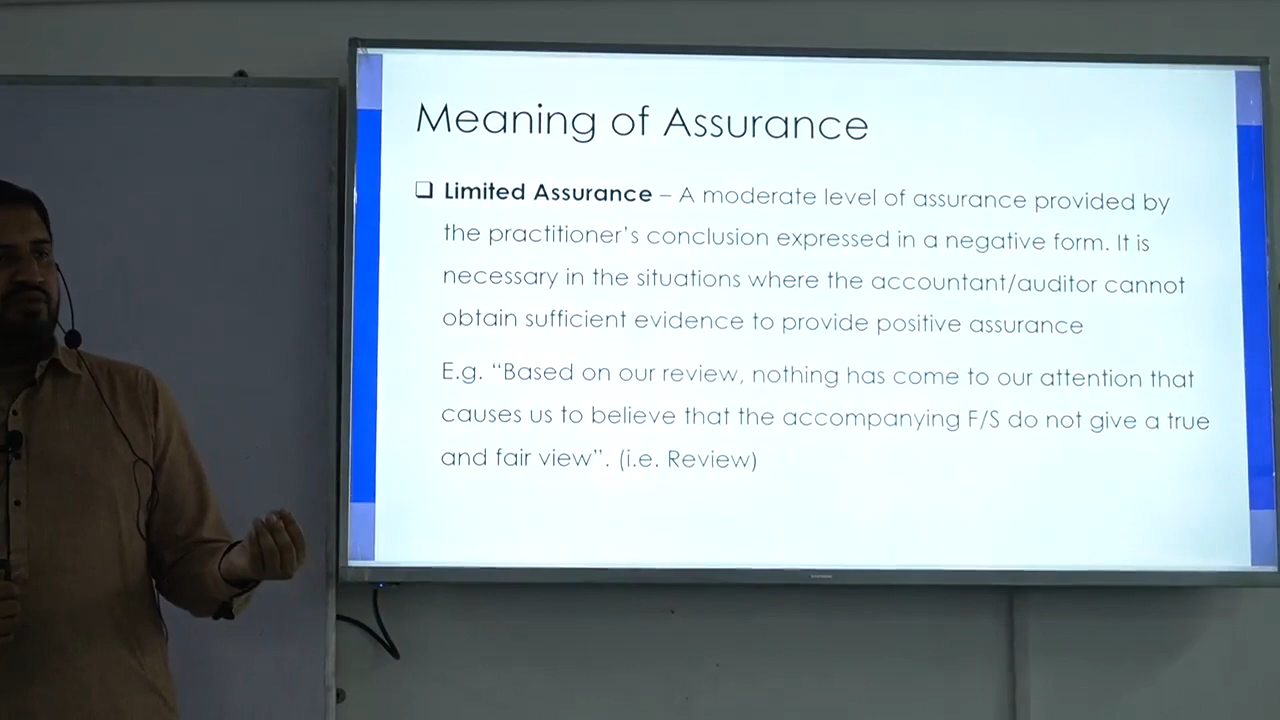 Meaning of Assurance
❑ Limited Assurance – A moderate level of assurance provided by
the practitioner's conclusion expressed in a negative form. It is
necessary in the situations where the accountant/auditor cannot
obtain sufficient evidence to provide positive assurance
E.g. "Based on our review, nothing has come to our attention that
causes us to believe that the accompanying F/S do not give a true
and fair view". (i.e. Review)